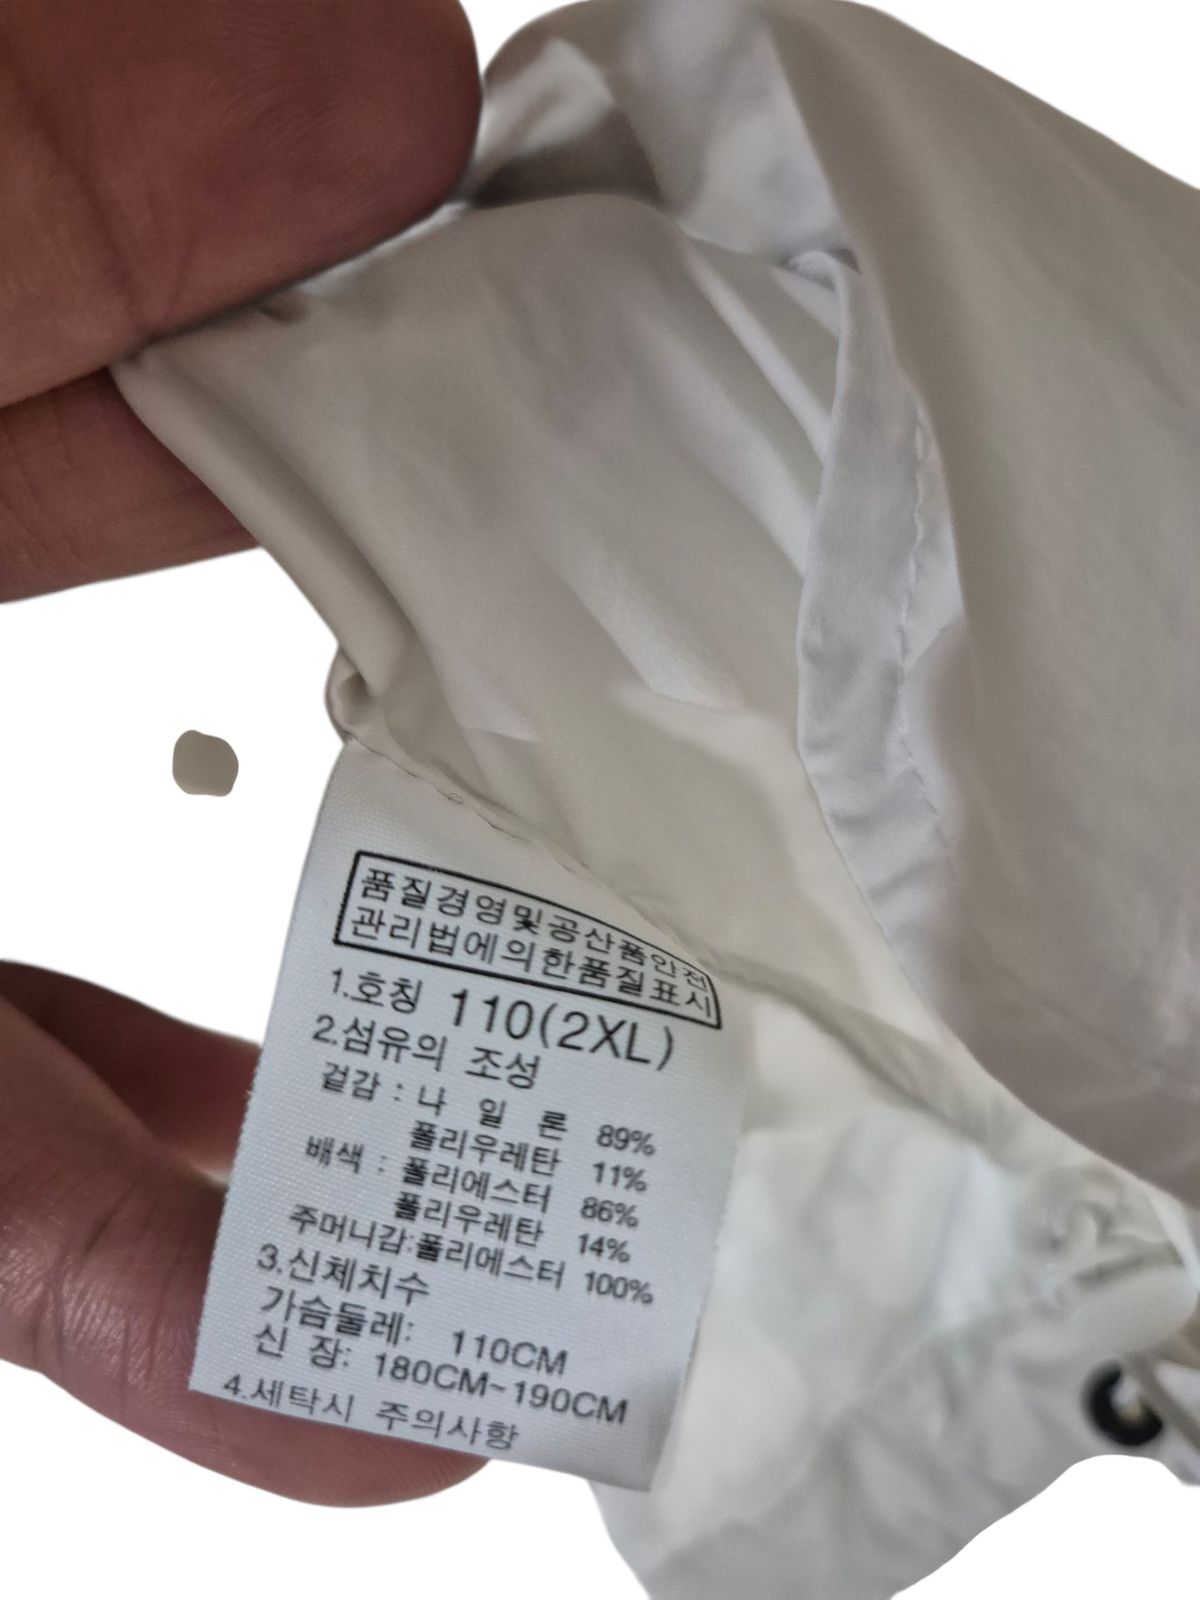 품질경영및공산품안전
관리법에의한품질표시
1.호칭 110(2XL)
2.섬유의 조성
겉감 : 나 일 론 89%
폴리우레탄 11%
배색 : 폴리에스터 86%
폴리우레탄 14%
주머니감:폴리에스터 100%
3.신체치수
가슴둘레: 110CM
신 장: 180CM~190CM
4.세탁시 주의사항